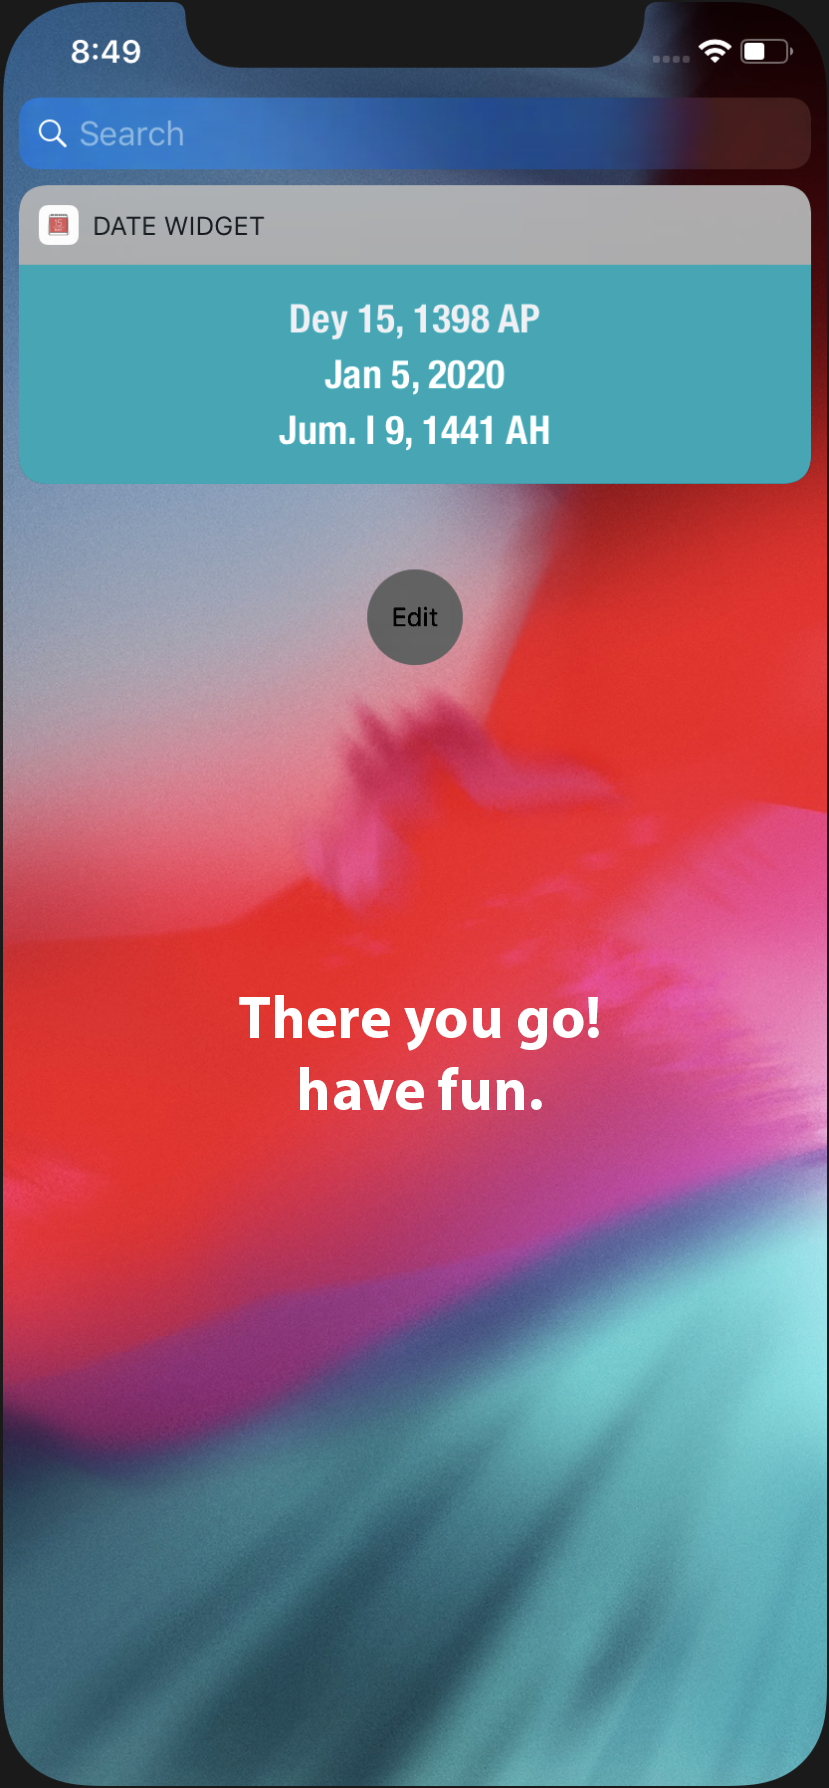 8:49
Search
DATE WIDGET
Dey 15, 1398 AP
Jan 5, 2020
Jum. I 9, 1441 AH
Edit
There you go!
have fun.